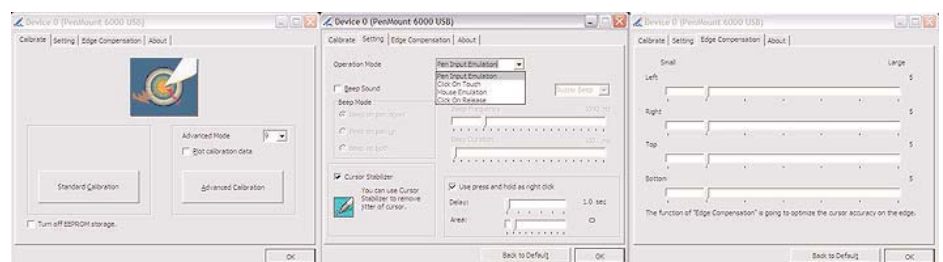 Device 0 (PenMount 6000 USB)
Calibrate Setting Edge Compensation About
Advanced Mode 9
Plot calibration data
Standard Calibration
Advanced Calibration
Turn off EEPROM storage.
OK
Device 0 (PenMount 6000 USB)
Calibrate Setting Edge Compensation About
Operation Mode
Pen Input Emulation
Pen Input Emulation
Click On Touch
Mouse Emulation
Click On Release
Beep Sound
Beep Mode
Beep Frequency
Beep Duration
Cursor Stabilizer
You can use Cursor
Stabilizer to remove
jitter of cursor.
Use press and hold as right click
Delay: 1.0 sec
Area:
Back to Default OK
Device 0 (PenMount 6000 USB)
Calibrate Setting Edge Compensation About
Small Large
Left 5
Right 5
Top 5
Bottom 5
The function of "Edge Compensation" is going to optimize the cursor accuracy on the edge.
Back to Default OK